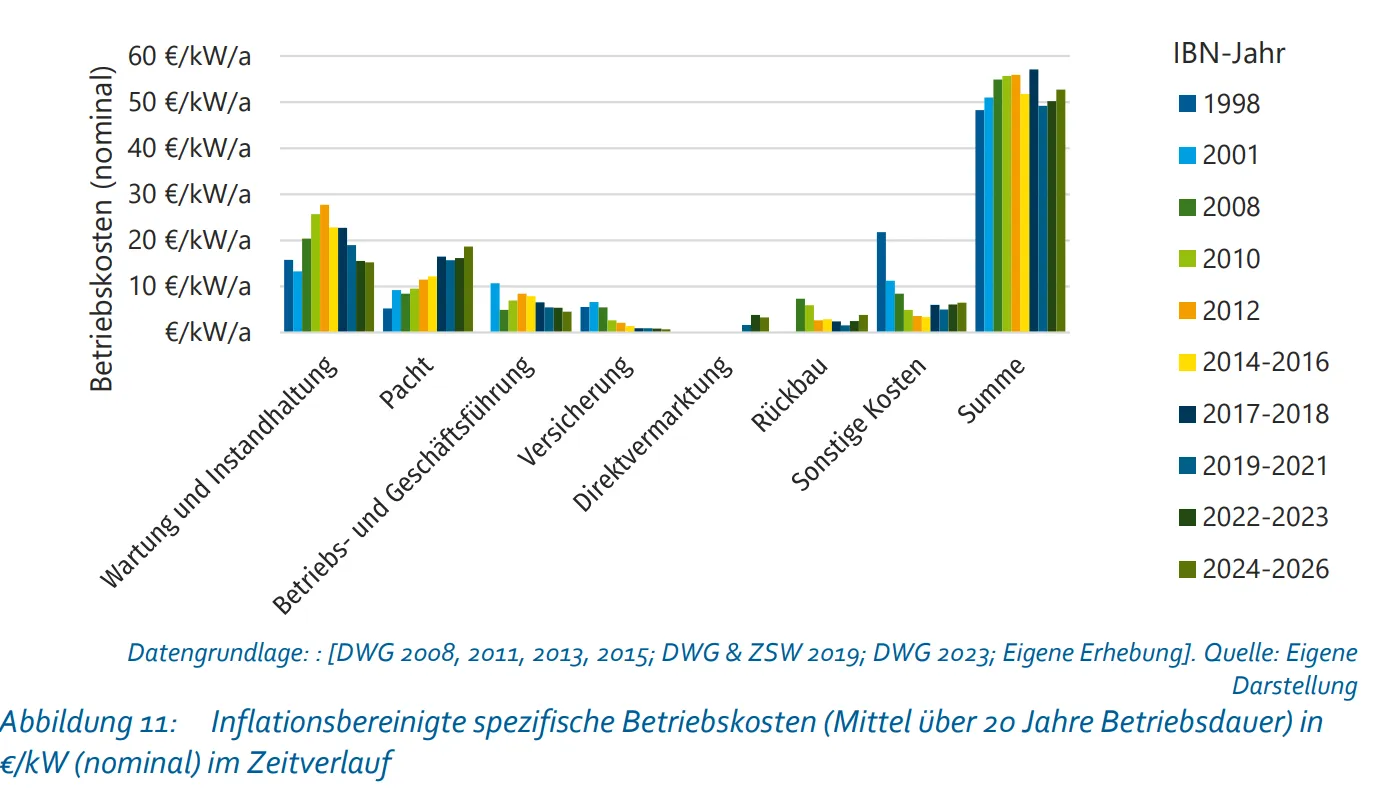 Betriebskosten (nominal)
60 €/kW/a
50 €/kW/a
40 €/kW/a
30 €/kW/a
20 €/kW/a
10 €/kW/a
€/kW/a
Wartung und Instandhaltung
Pacht
Betriebs- und Geschäftsführung
Versicherung
Direktvermarktung
Rückbau
Sonstige Kosten
Summe
IBN-Jahr
1998
2001
2008
2010
2012
2014-2016
2017-2018
2019-2021
2022-2023
2024-2026
Datengrundlage: : [DWG 2008, 2011, 2013, 2015; DWG & ZSW 2019; DWG 2023; Eigene Erhebung]. Quelle: Eigene
Darstellung
Abbildung 11: Inflationsbereinigte spezifische Betriebskosten (Mittel über 20 Jahre Betriebsdauer) in
€/kW (nominal) im Zeitverlauf